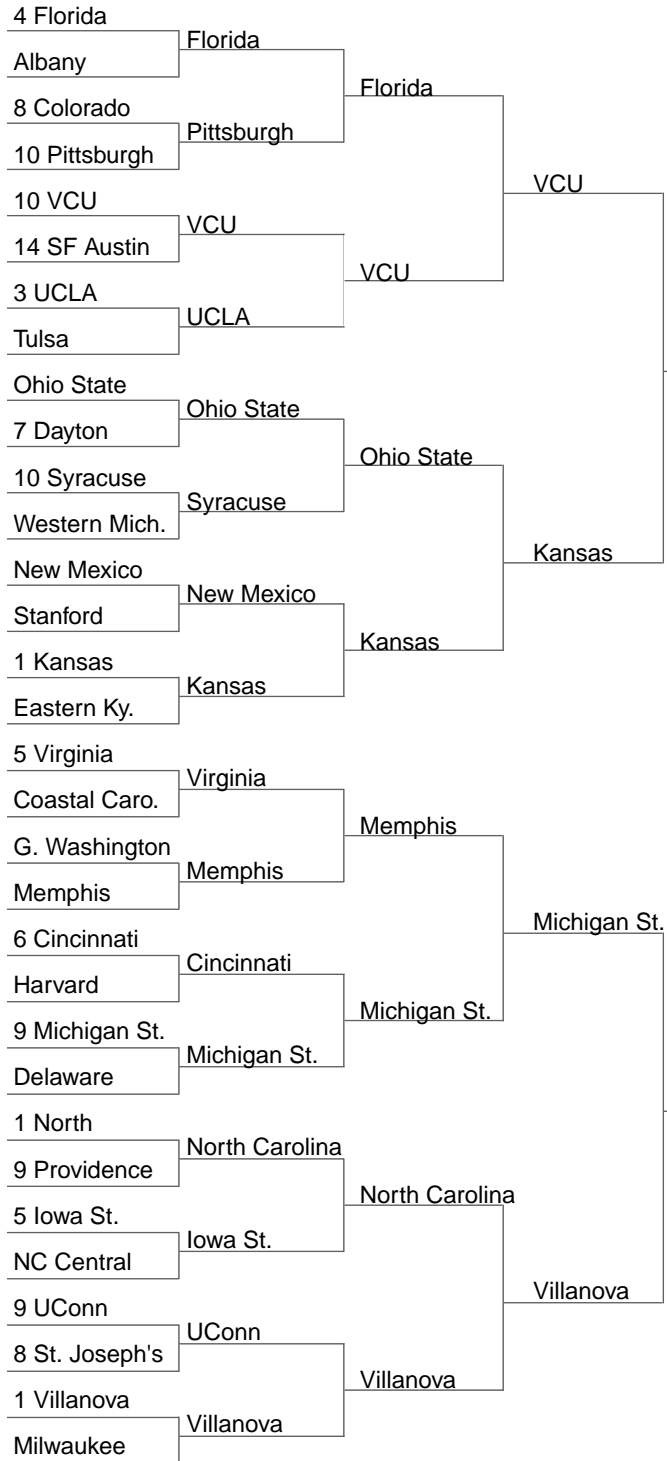 4 Florida
Albany
8 Colorado
10 Pittsburgh
10 VCU
14 SF Austin
3 UCLA
Tulsa
Ohio State
7 Dayton
10 Syracuse
Western Mich.
New Mexico
Stanford
1 Kansas
Eastern Ky.
5 Virginia
Coastal Caro.
G. Washington
Memphis
6 Cincinnati
Harvard
9 Michigan St.
Delaware
1 North
9 Providence
5 Iowa St.
NC Central
9 UConn
8 St. Joseph's
1 Villanova
Milwaukee
Florida
Pittsburgh
VCU
UCLA
Ohio State
Syracuse
New Mexico
Kansas
Virginia
Memphis
Cincinnati
Michigan St.
North Carolina
Iowa St.
UConn
Villanova
Florida
VCU
Ohio State
Kansas
Memphis
Michigan St.
North Carolina
Villanova
VCU
Kansas
Michigan St.
Villanova